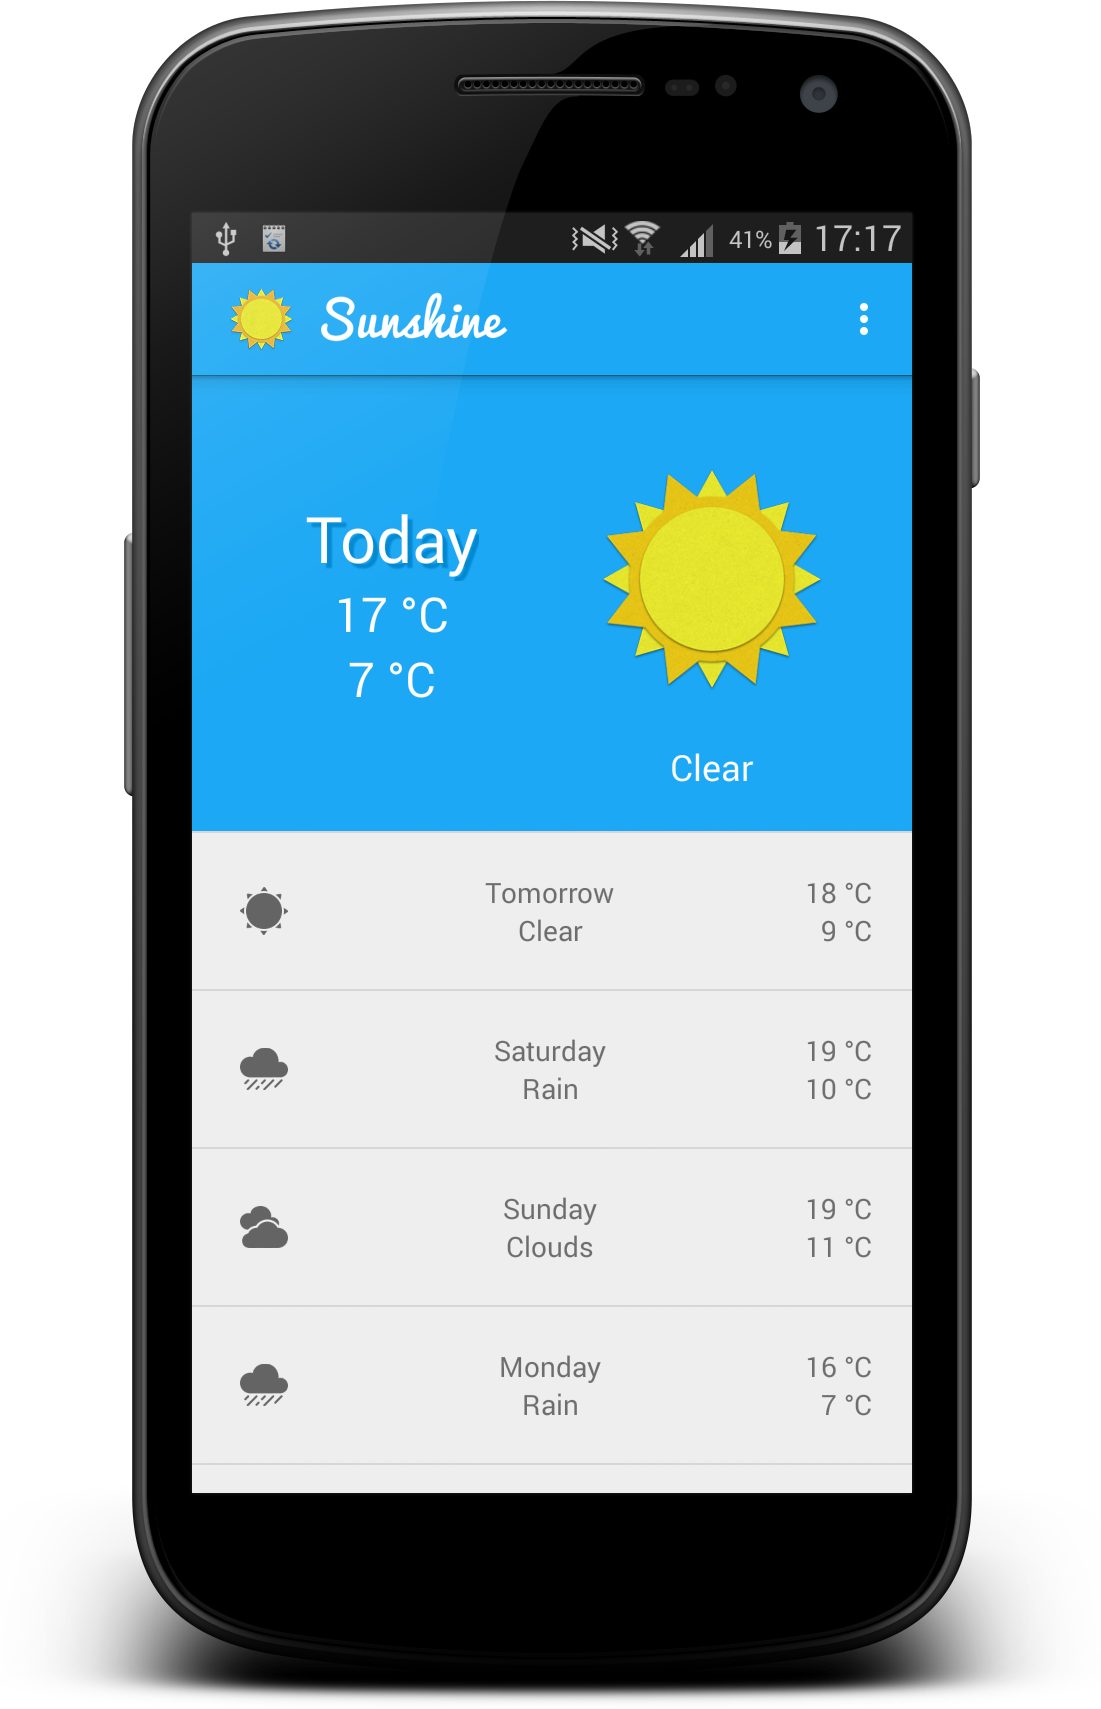 41% 17:17
Sunshine
Today
17 °C
7 °C
Clear
Tomorrow 18 °C
Clear 9 °C
Saturday 19 °C
Rain 10 °C
Sunday 19 °C
Clouds 11 °C
Monday 16 °C
Rain 7 °C